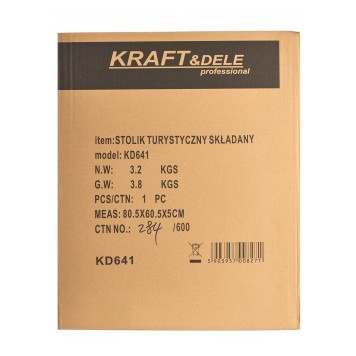 KRAFT&DELE
professional
item:STOLIK TURYSTYCZNY SKŁADANY
model: KD641
N.W: 3.2 KGS
G.W: 3.8 KGS
PCS/CTN: 1 PC
MEAS: 80.5X60.5X5CM
CTN NO.: 284 /600
KD641